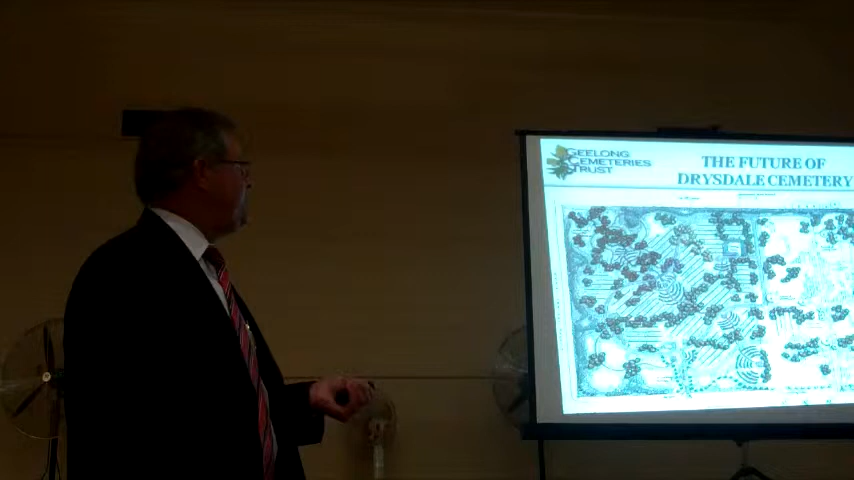 GEELONG
CEMETERIES
TRUST
THE FUTURE OF
DRYSDALE CEMETERY